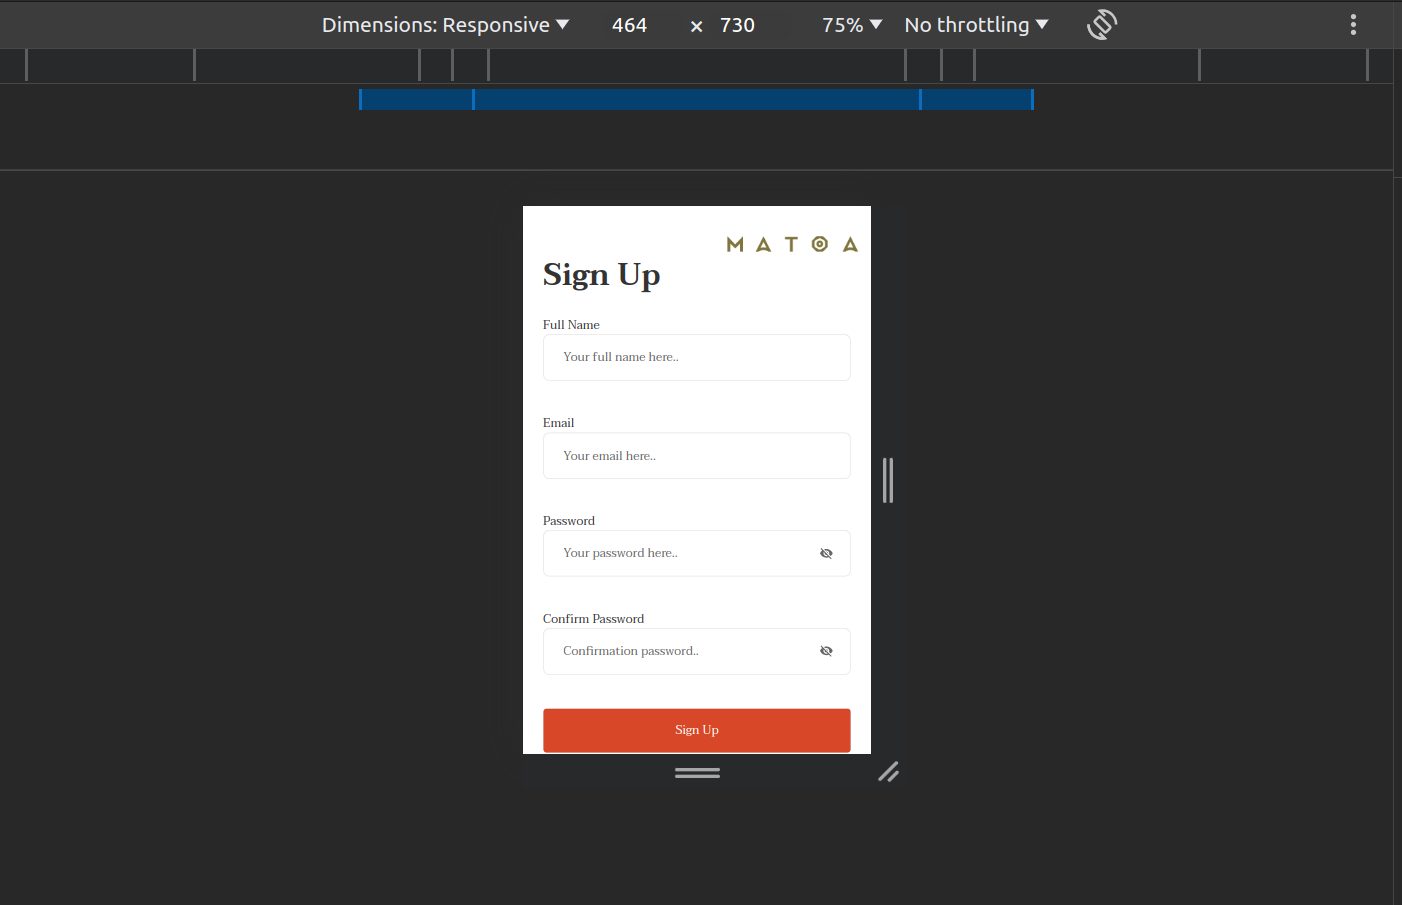 Dimensions: Responsive 464 × 730 75% No throttling
MATOA
Sign Up
Full Name
Your full name here..
Email
Your email here..
Password
Your password here..
Confirm Password
Confirmation password..
Sign Up